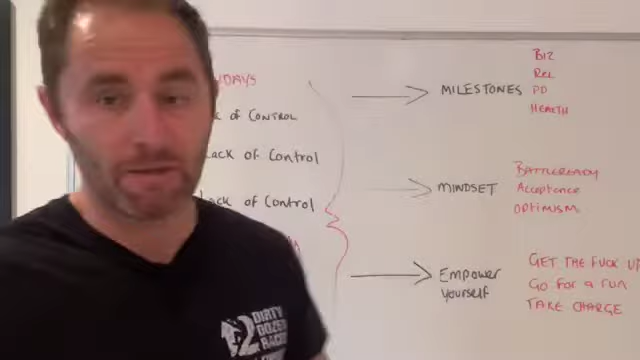 DAYS
of CONTROL
Lack of Control
Lack of Control
MILESTONES
BIZ
REL
PD
HEALTH
MINDSET
BATTLEREADY
Acceptance
OPTIMISM
EMPOWER
yourself
GET THE FUCK UP
GO FOR A RUN
TAKE CHARGE
12
DIRTY
DOZEN